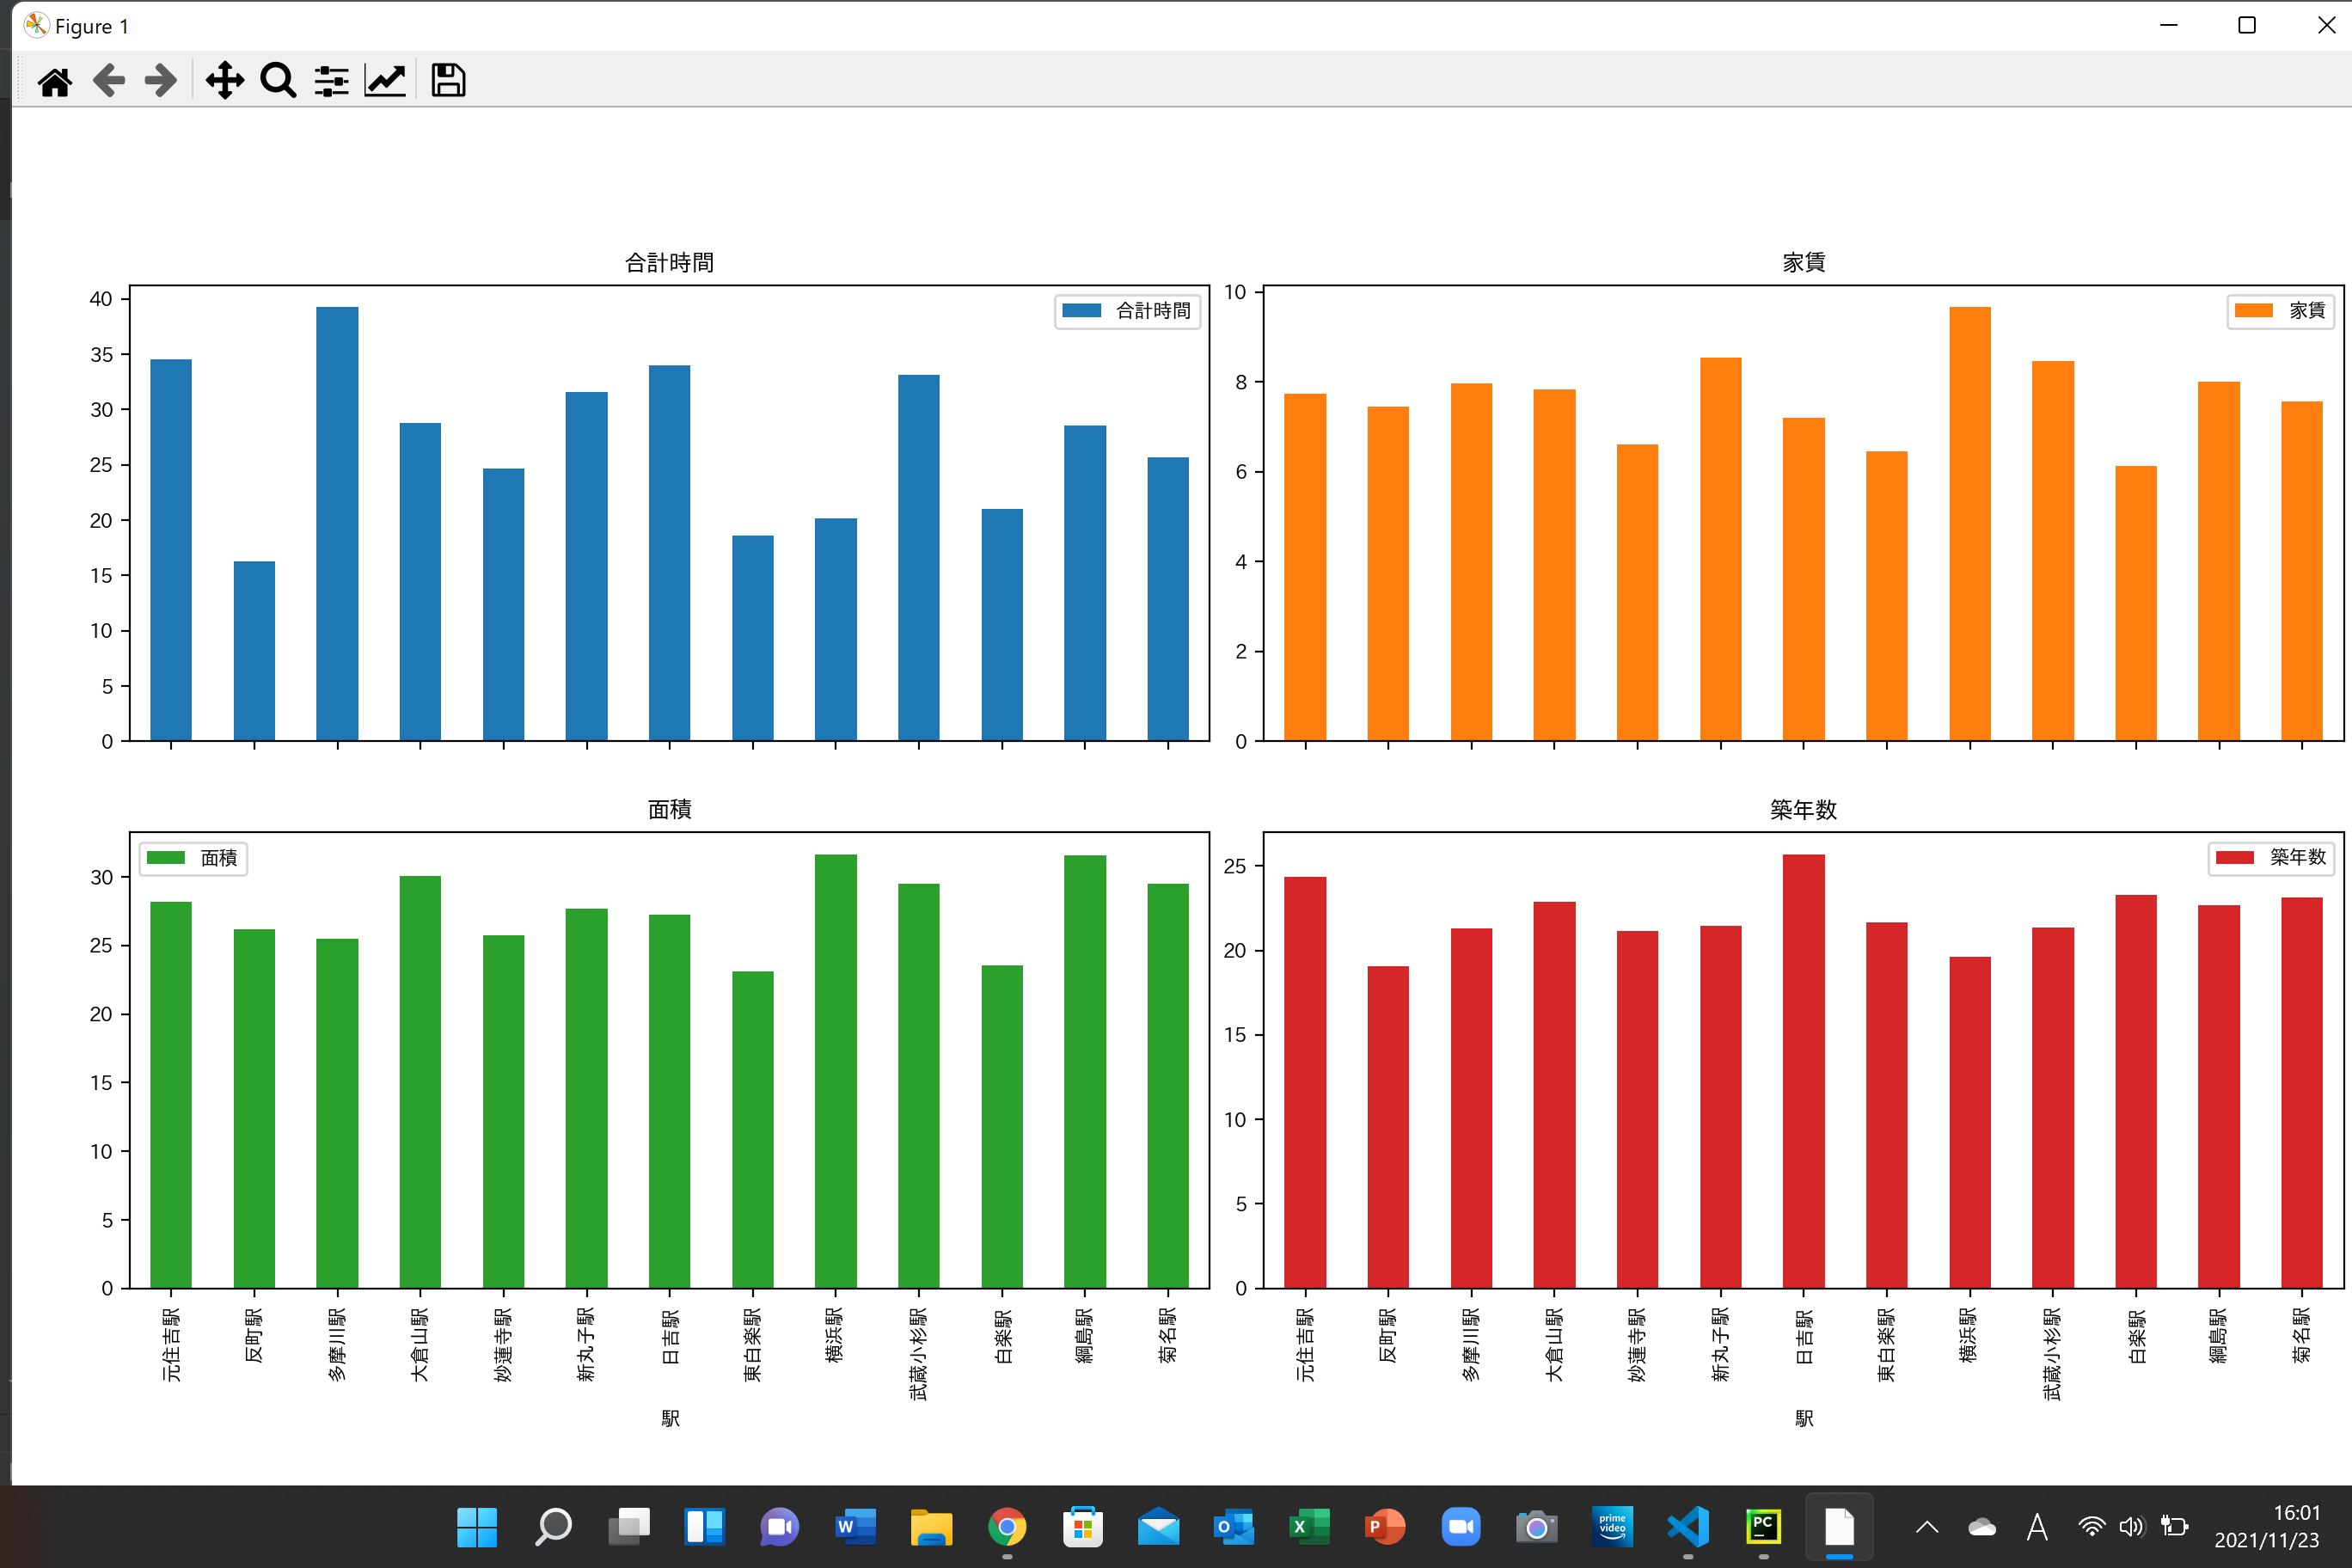 Figure 1
合計時間
合計時間
40
35
30
25
20
15
10
5
0
家賃
家賃
10
8
6
4
2
0
面積
面積
30
25
20
15
10
5
0
元住吉駅
反町駅
多摩川駅
大倉山駅
妙蓮寺駅
新丸子駅
日吉駅
東白楽駅
横浜駅
武蔵小杉駅
白楽駅
綱島駅
菊名駅
駅
築年数
築年数
25
20
15
10
5
0
元住吉駅
反町駅
多摩川駅
大倉山駅
妙蓮寺駅
新丸子駅
日吉駅
東白楽駅
横浜駅
武蔵小杉駅
白楽駅
綱島駅
菊名駅
駅
W
O
X
P
prime
video
PC
A
16:01
2021/11/23